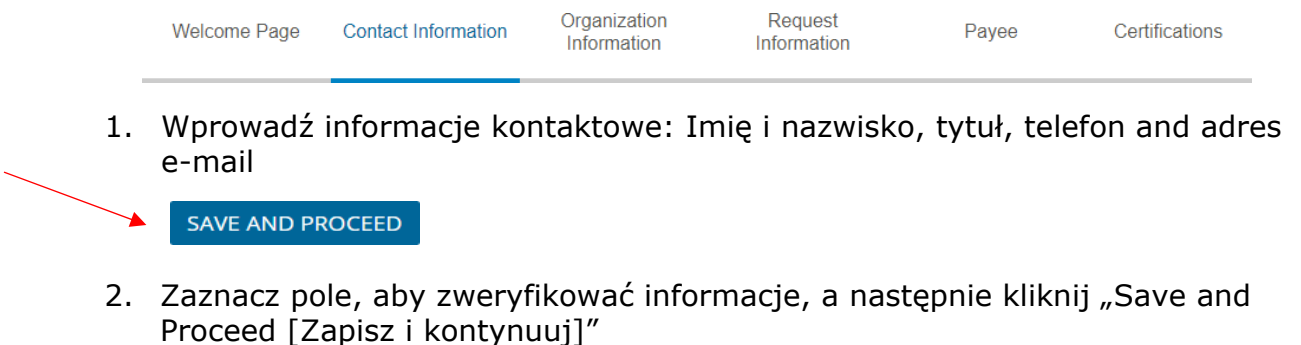 Welcome Page Contact Information Organization Information Request Information Payee Certifications
1. Wprowadź informacje kontaktowe: Imię i nazwisko, tytuł, telefon and adres
e-mail
SAVE AND PROCEED
2. Zaznacz pole, aby zweryfikować informacje, a następnie kliknij „Save and
Proceed [Zapisz i kontynuuj]”